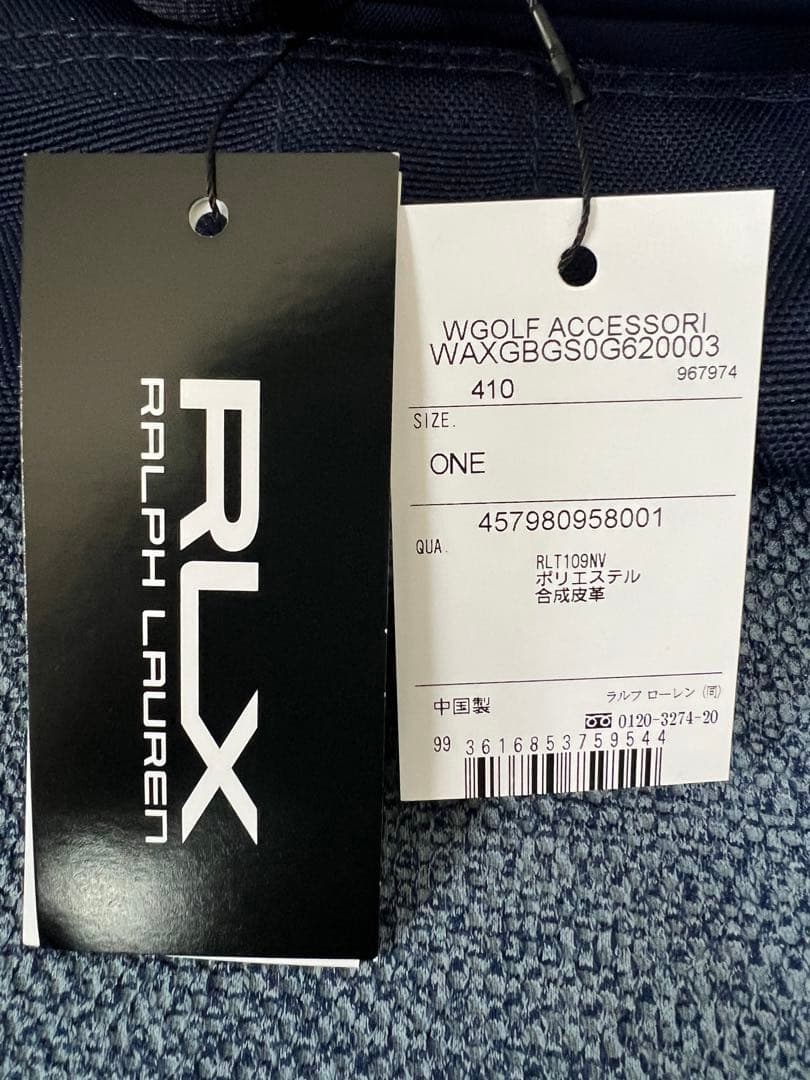 RLX
RALPH LAUREN
WGOLF ACCESSORI
WAXGBGS0G620003
967974
410
SIZE.
ONE
457980958001
QUA.
RLT109NV
ポリエステル
合成皮革
中国製
ラルフ ローレン (同)
0120-3274-20
99 3616853759544